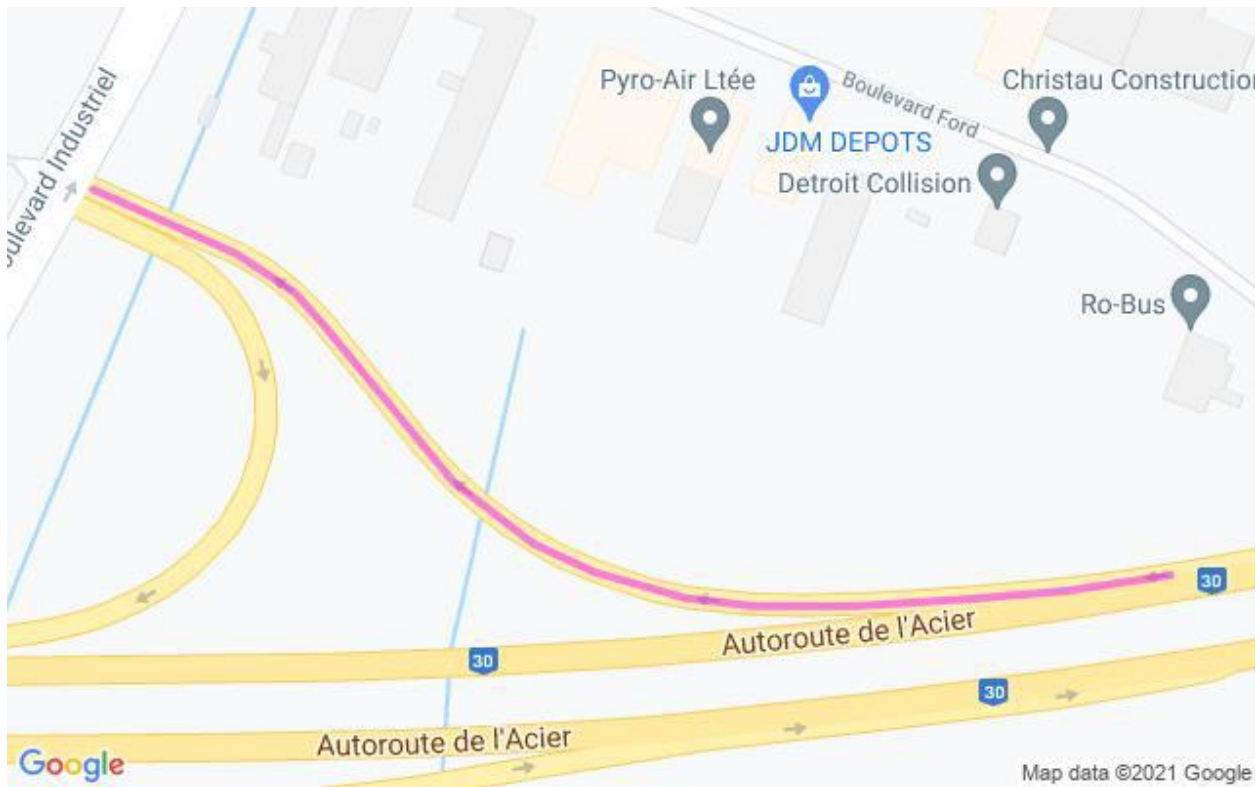 oulevard Industriel
Pyro-Air Ltée
JDM DEPOTS
Boulevard Ford
Christau Construction
Detroit Collision
Ro-Bus
30
Autoroute de l'Acier
30
30
Autoroute de l'Acier
Google
Map data ©2021 Google